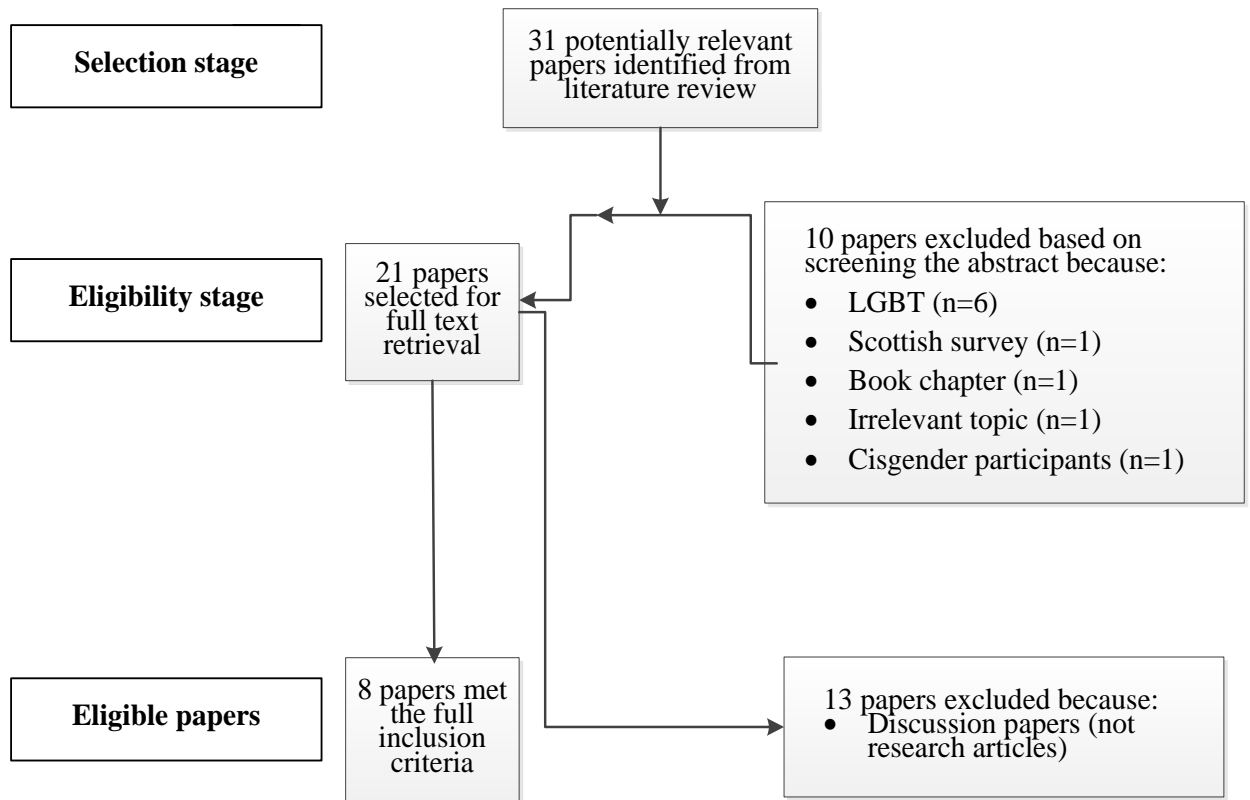 Selection stage
31 potentially relevant
papers identified from
literature review
10 papers excluded based on
screening the abstract because:
• LGBT (n=6)
• Scottish survey (n=1)
• Book chapter (n=1)
• Irrelevant topic (n=1)
• Cisgender participants (n=1)
Eligibility stage
21 papers
selected for
full text
retrieval
Eligible papers
8 papers met
the full
inclusion
criteria
13 papers excluded because:
• Discussion papers (not
research articles)